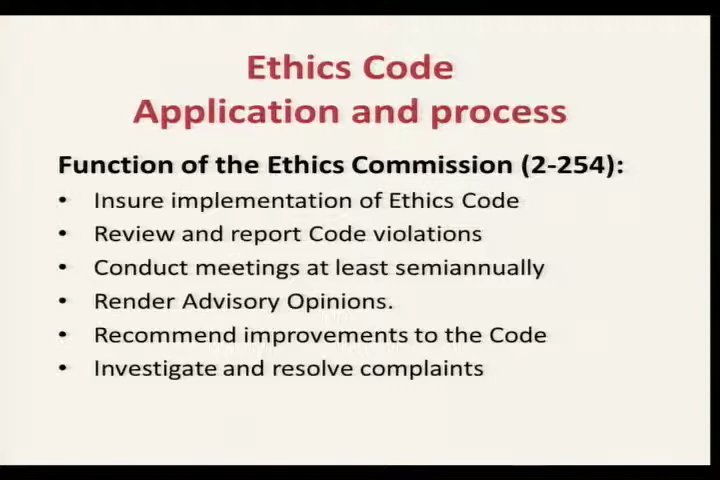 Ethics Code
Application and process
Function of the Ethics Commission (2-254):
• Insure implementation of Ethics Code
• Review and report Code violations
• Conduct meetings at least semiannually
• Render Advisory Opinions.
• Recommend improvements to the Code
• Investigate and resolve complaints